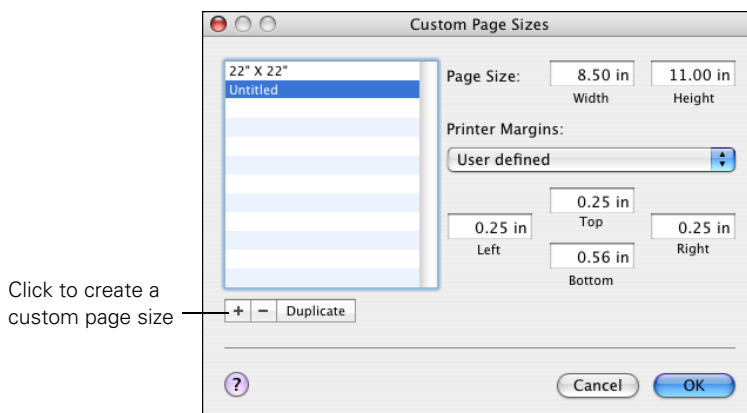 Custom Page Sizes
22" X 22"
Untitled
Page Size:
8.50 in
11.00 in
Width
Height
Printer Margins:
User defined
0.25 in
Top
0.25 in
Left
0.25 in
Right
0.56 in
Bottom
Click to create a
custom page size
+ − Duplicate
?
Cancel
OK